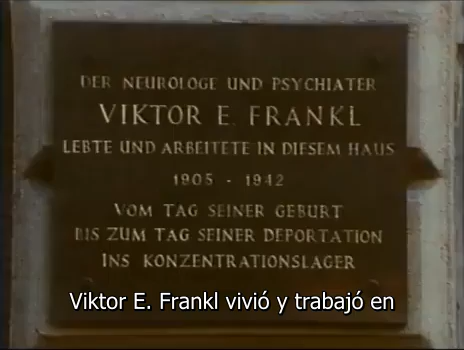 DER NEUROLOGE UND PSYCHIATER
VIKTOR E. FRANKL
LEBTE UND ARBEITETE IN DIESEM HAUS
1905 - 1942
VOM TAG SEINER GEBURT
BIS ZUM TAG SEINER DEPORTATION
INS KONZENTRATIONSLAGER
Viktor E. Frankl vivió y trabajó en